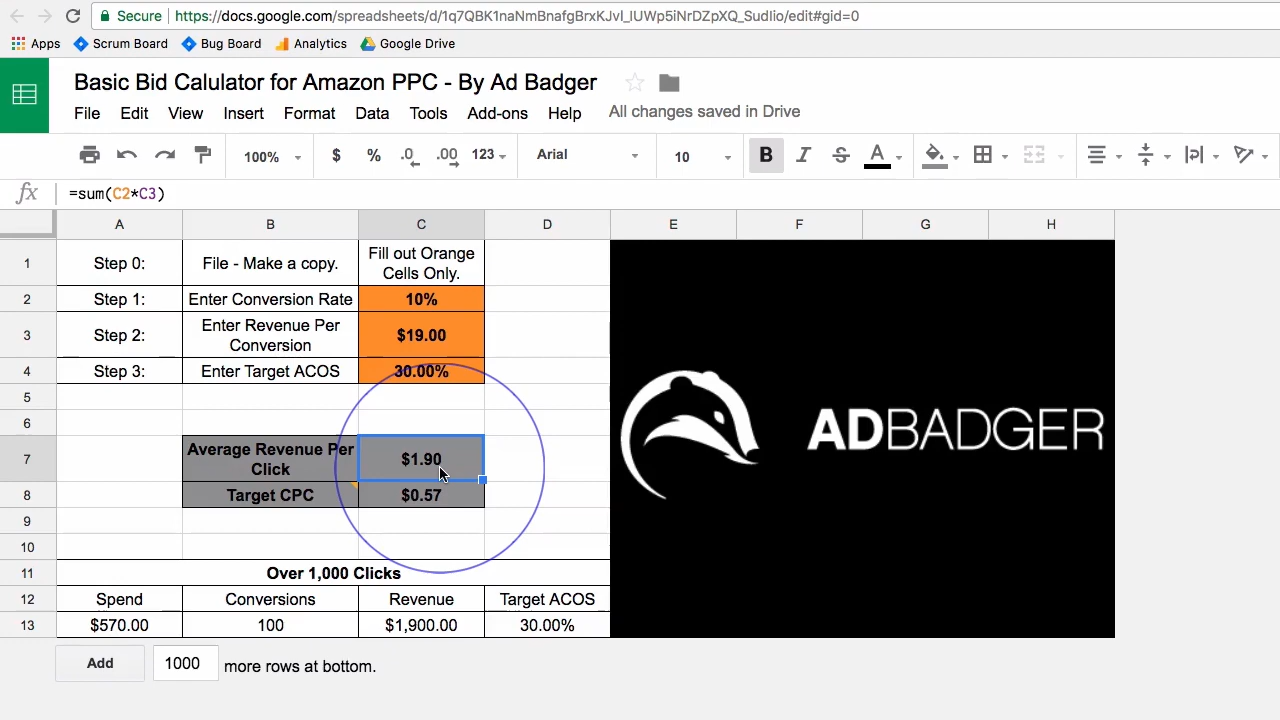 Secure https://docs.google.com/spreadsheets/d/1q7QBK1naNmBnafgBrxKJvl_IUWp5iNrDZpXQ_SudIio/edit#gid=0
Apps Scrum Board Bug Board Analytics Google Drive
Basic Bid Calulator for Amazon PPC - By Ad Badger
File Edit View Insert Format Data Tools Add-ons Help All changes saved in Drive
100% $ % .0 .00 123 Arial 10 B I S A
fx =sum(C2*C3)
A B C D E F G H
1 Step 0: File - Make a copy. Fill out Orange
Cells Only.
2 Step 1: Enter Conversion Rate 10%
3 Step 2: Enter Revenue Per
Conversion $19.00
4 Step 3: Enter Target ACOS 30.00%
5
6
7 Average Revenue Per
Click $1.90
8 Target CPC $0.57
9
10
11 Over 1,000 Clicks
12 Spend Conversions Revenue Target ACOS
13 $570.00 100 $1,900.00 30.00%
ADBADGER
Add 1000 more rows at bottom.